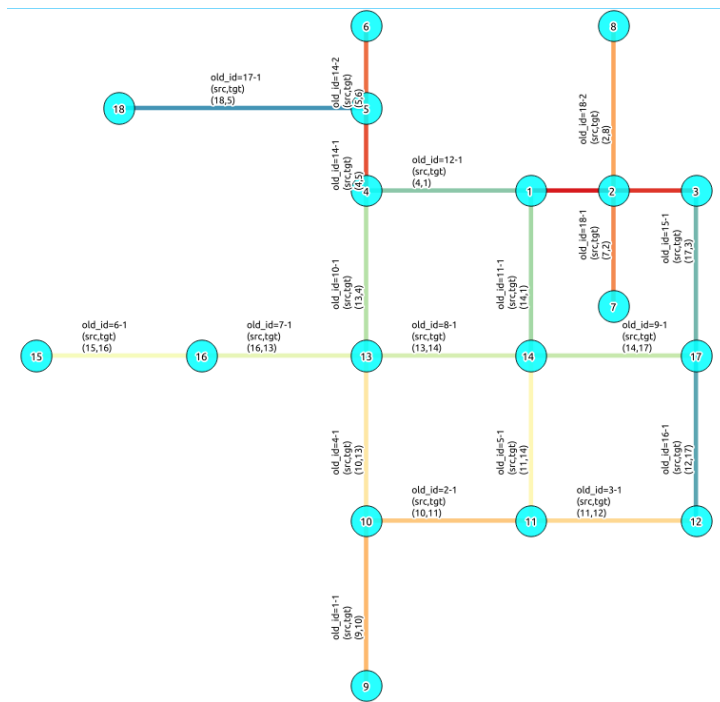 6
8
old_id=14-2
(src,tgt)
(5,6)
old_id=17-1
(src,tgt)
(18,5)
18
5
old_id=18-2
(src,tgt)
(2,8)
old_id=14-1
(src,tgt)
(4,5)
old_id=12-1
(src,tgt)
(4,1)
4
1
2
3
old_id=10-1
(src,tgt)
(13,4)
old_id=11-1
(src,tgt)
(14,1)
old_id=18-1
(src,tgt)
(7,2)
old_id=15-1
(src,tgt)
(17,3)
7
old_id=6-1
(src,tgt)
(15,16)
old_id=7-1
(src,tgt)
(16,13)
old_id=8-1
(src,tgt)
(13,14)
old_id=9-1
(src,tgt)
(14,17)
15
16
13
14
17
old_id=4-1
(src,tgt)
(10,13)
old_id=5-1
(src,tgt)
(11,14)
old_id=16-1
(src,tgt)
(12,17)
old_id=2-1
(src,tgt)
(10,11)
old_id=3-1
(src,tgt)
(11,12)
10
11
12
old_id=1-1
(src,tgt)
(9,10)
9